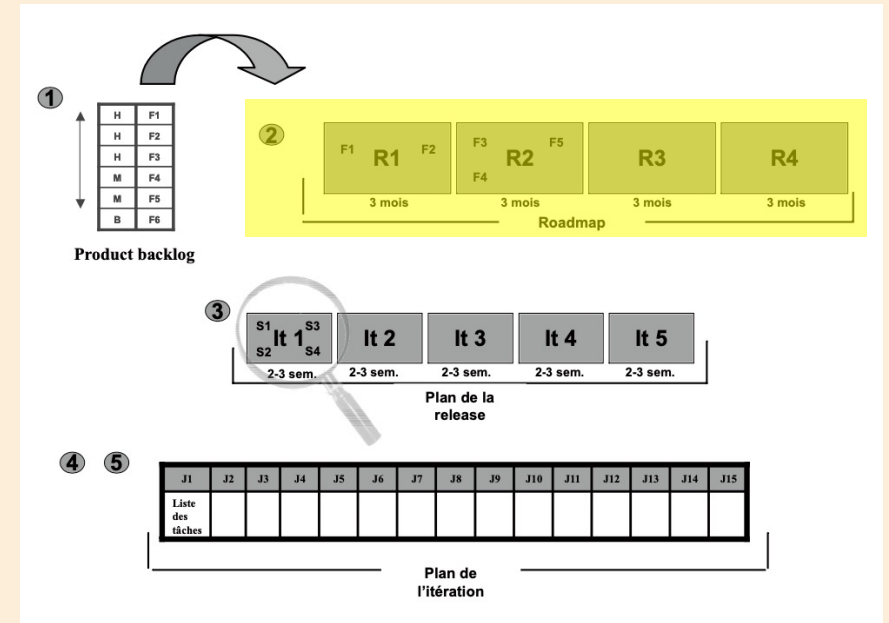 1
H F1
H F2
H F3
M F4
M F5
B F6
Product backlog
2
F1 R1 F2
F3 R2 F5
F4
R3
R4
3 mois 3 mois 3 mois 3 mois
Roadmap
3
S1 It 1 S3
S2 S4
It 2
It 3
It 4
It 5
2-3 sem. 2-3 sem. 2-3 sem. 2-3 sem. 2-3 sem.
Plan de la
release
4 5
J1 J2 J3 J4 J5 J6 J7 J8 J9 J10 J11 J12 J13 J14 J15
Liste
des
tâches
Plan de
l'itération